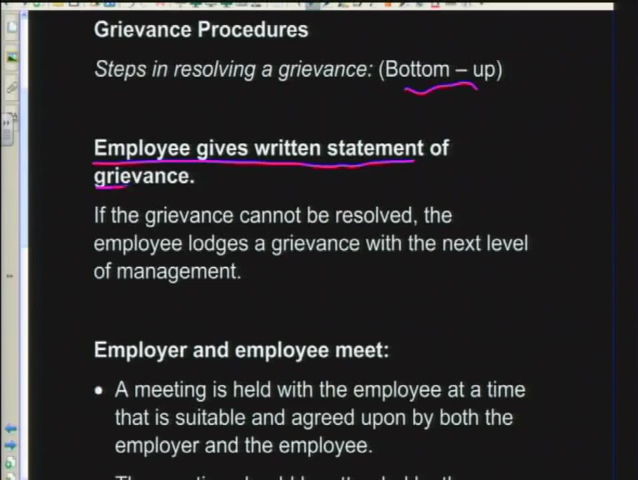 Grievance Procedures
Steps in resolving a grievance: (Bottom – up)
Employee gives written statement of
grievance.
If the grievance cannot be resolved, the
employee lodges a grievance with the next level
of management.
Employer and employee meet:
• A meeting is held with the employee at a time
that is suitable and agreed upon by both the
employer and the employee.